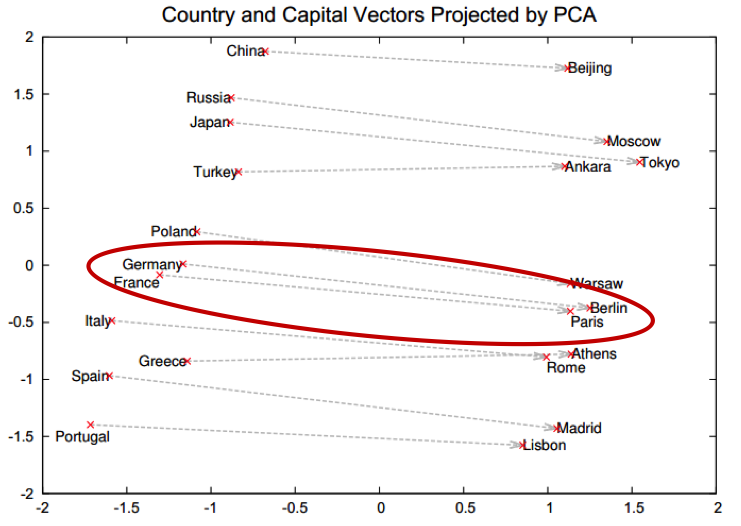 Country and Capital Vectors Projected by PCA
2
1.5
1
0.5
0
-0.5
-1
-1.5
-2
China
Beijing
Russia
Japan
Moscow
Tokyo
Turkey
Ankara
Poland
Germany
France
Warsaw
Berlin
Paris
Italy
Greece
Athens
Rome
Spain
Madrid
Portugal
Lisbon
-2 -1.5 -1 -0.5 0 0.5 1 1.5 2